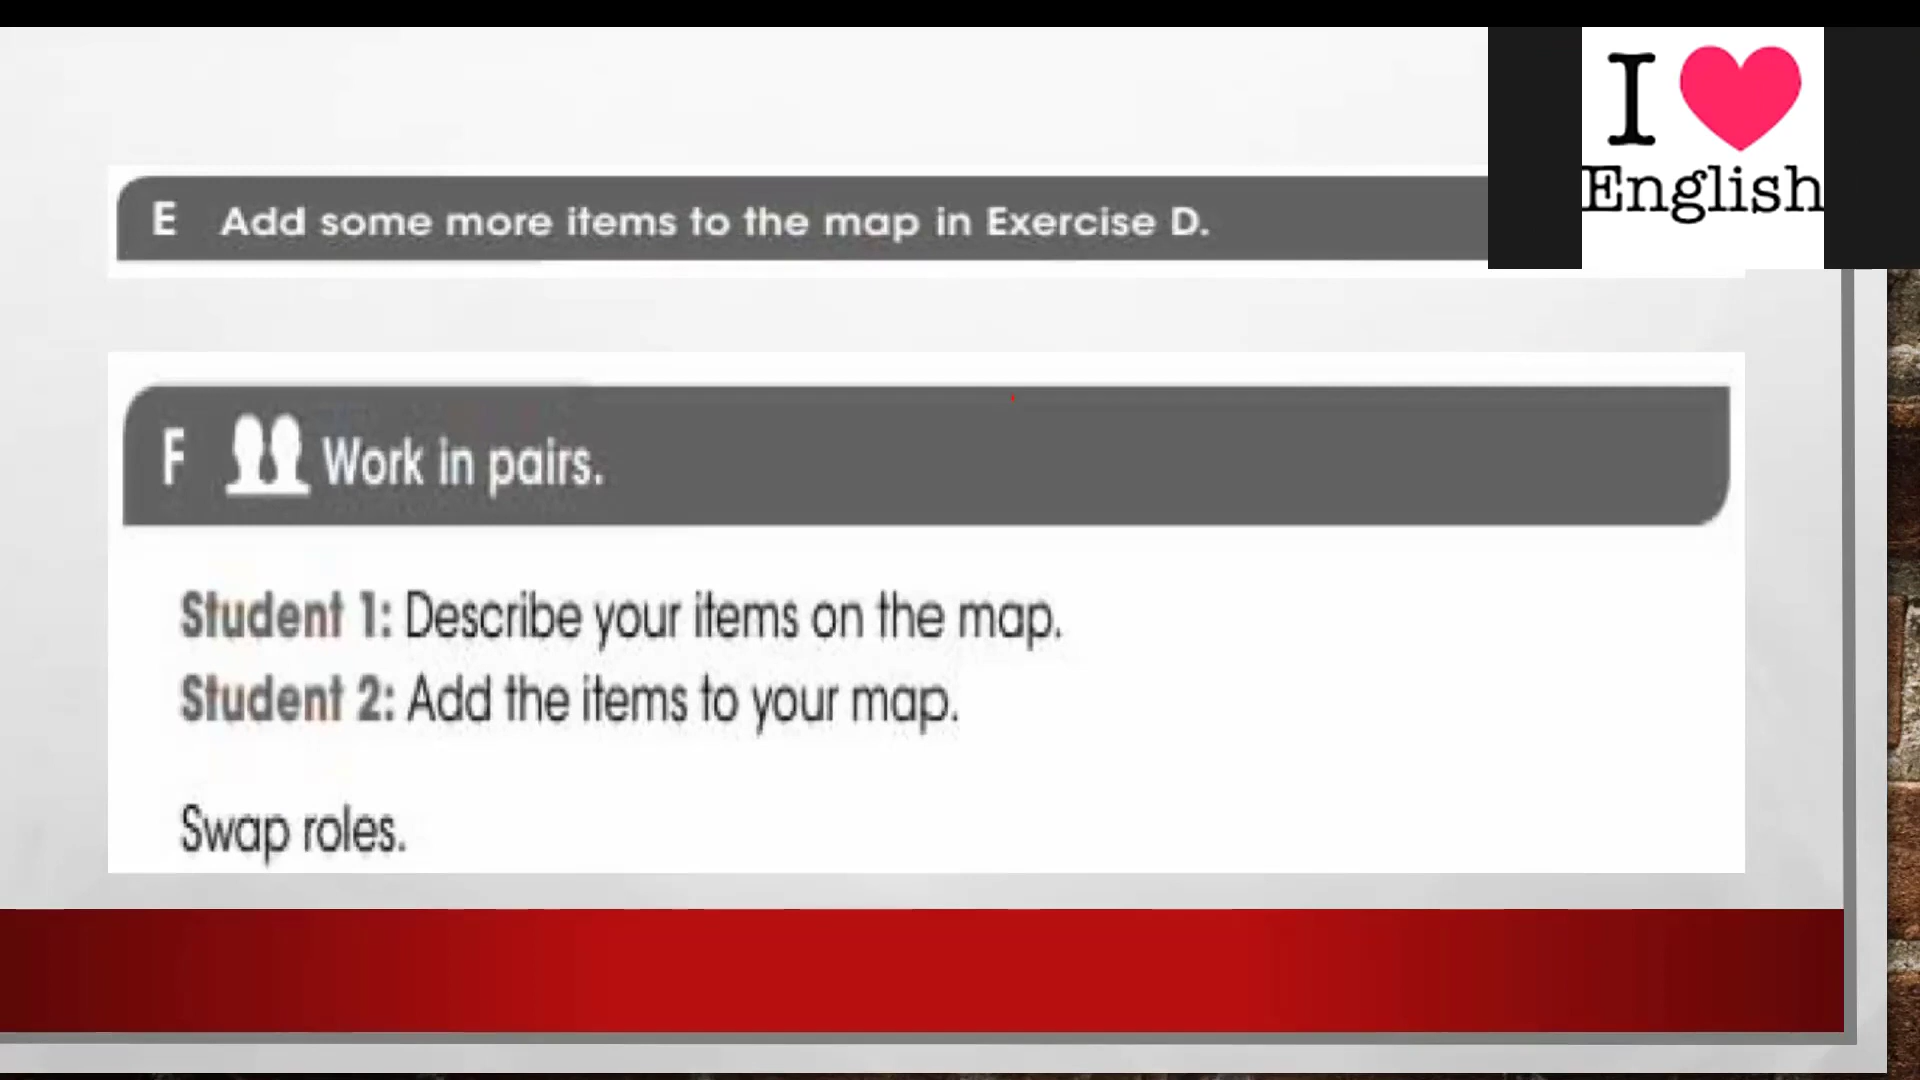 I ♥
English
E Add some more items to the map in Exercise D.
F Work in pairs.
Student 1: Describe your items on the map.
Student 2: Add the items to your map.
Swap roles.